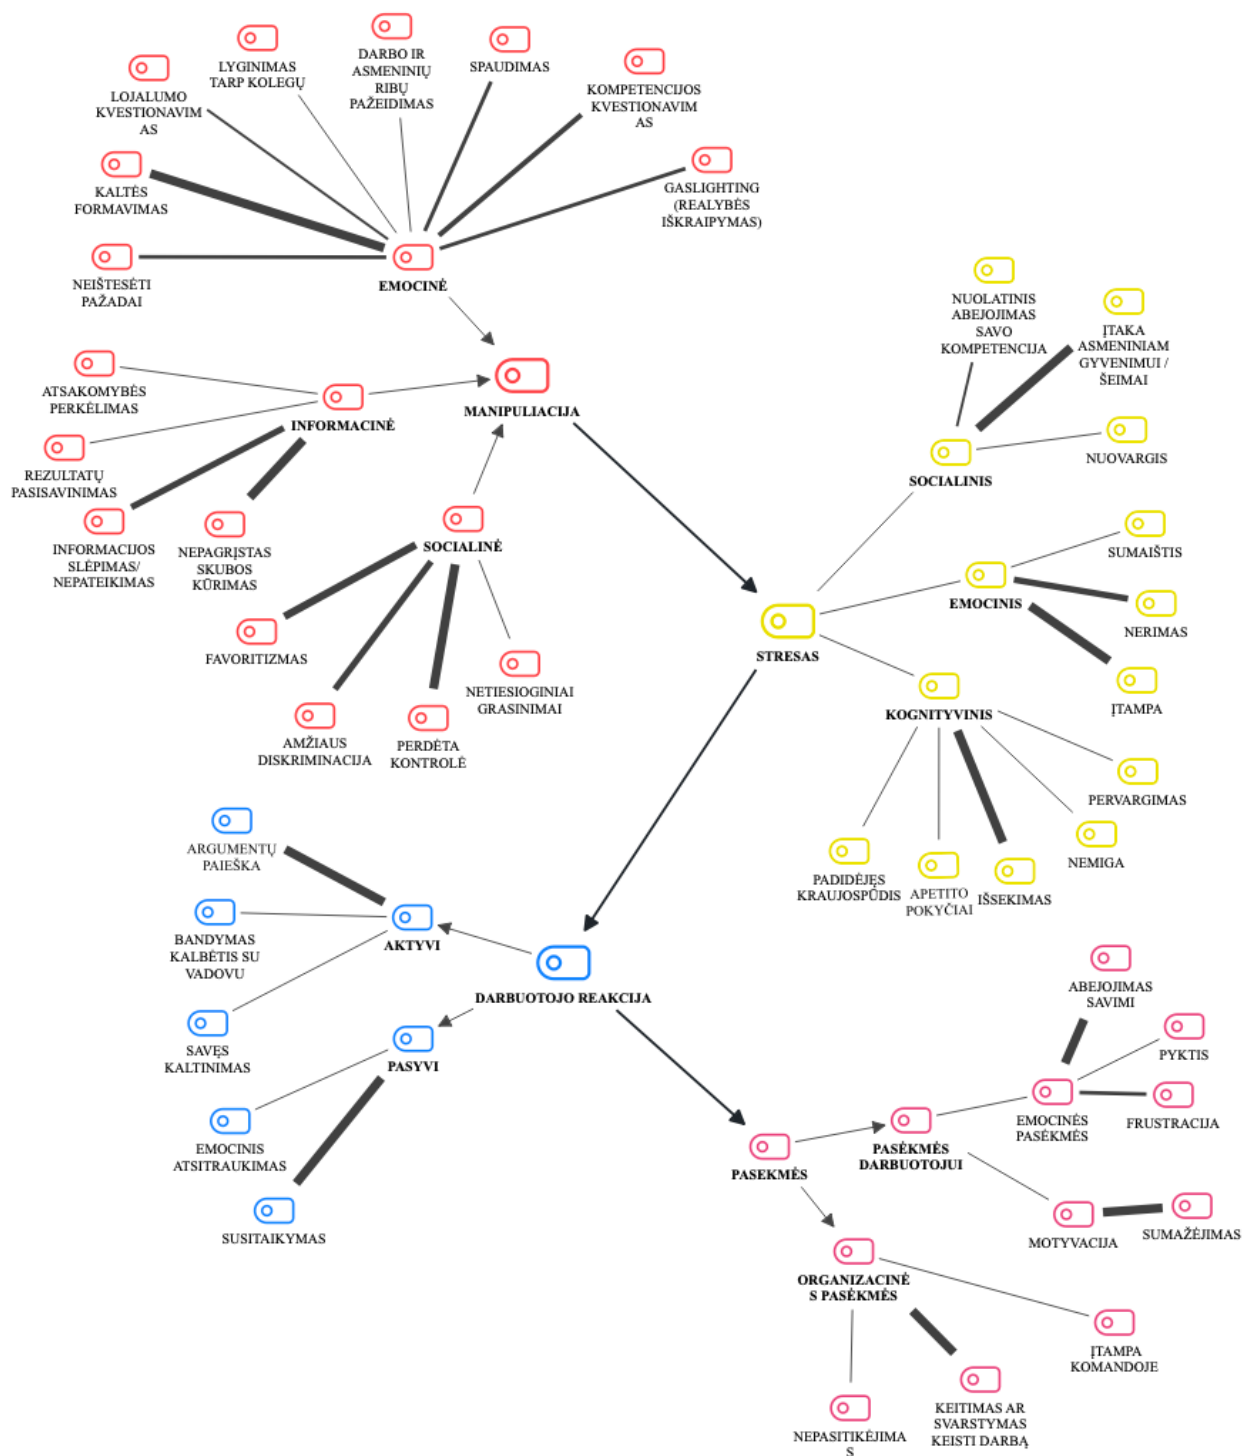 LOJALUMO
KVESTIONAVIM
AS
LYGINIMAS
TARP KOLEGŲ
DARBO IR
ASMENINIŲ
RIBŲ
PAŽEIDIMAS
SPAUDIMAS
KOMPETENCIJOS
KVESTIONAVIM
AS
KALTĖS
FORMAVIMAS
GASLIGHTING
(REALYBĖS
IŠKRAIPYMAS)
NEIŠTESĖTI
PAŽADAI
EMOCINĖ
ATSAKOMYBĖS
PERKĖLIMAS
INFORMACINĖ
MANIPULIACIJA
REZULTATŲ
PASISAVINIMAS
INFORMACIJOS
SLĖPIMAS/
NEPATEIKIMAS
NEPAGRĮSTAS
SKUBOS
KŪRIMAS
SOCIALINĖ
FAVORITIZMAS
AMŽIAUS
DISKRIMINACIJA
PERDĖTA
KONTROLĖ
NETIESIOGINIAI
GRASINIMAI
NUOLATINIS
ABEJOJIMAS
SAVO
KOMPETENCIJA
ĮTAKA
ASMENINIAM
GYVENIMUI /
ŠEIMAI
SOCIALINIS
NUOVARGIS
SUMAIŠTIS
EMOCINIS
NERIMAS
STRESAS
ĮTAMPA
KOGNITYVINIS
PERVARGIMAS
NEMIGA
PADIDĖJĘS
KRAUJOSPŪDIS
APETITO
POKYČIAI
IŠSEKIMAS
ARGUMENTŲ
PAIEŠKA
BANDYMAS
KALBĖTIS SU
VADOVU
AKTYVI
DARBUOTOJO REAKCIJA
SAVĘS
KALTINIMAS
PASYVI
EMOCINIS
ATSITRAUKIMAS
SUSITAIKYMAS
ABEJOJIMAS
SAVIMI
PYKTIS
EMOCINĖS
PASĖKMĖS
FRUSTRACIJA
PASEKMĖS
PASĖKMĖS
DARBUOTOJUI
MOTYVACIJA
SUMAŽĖJIMAS
ORGANIZACINĖ
S PASĖKMĖS
ĮTAMPA
KOMANDOJE
NEPASITIKĖJIMA
S
KEITIMAS AR
SVARSTYMAS
KEISTI DARBĄ